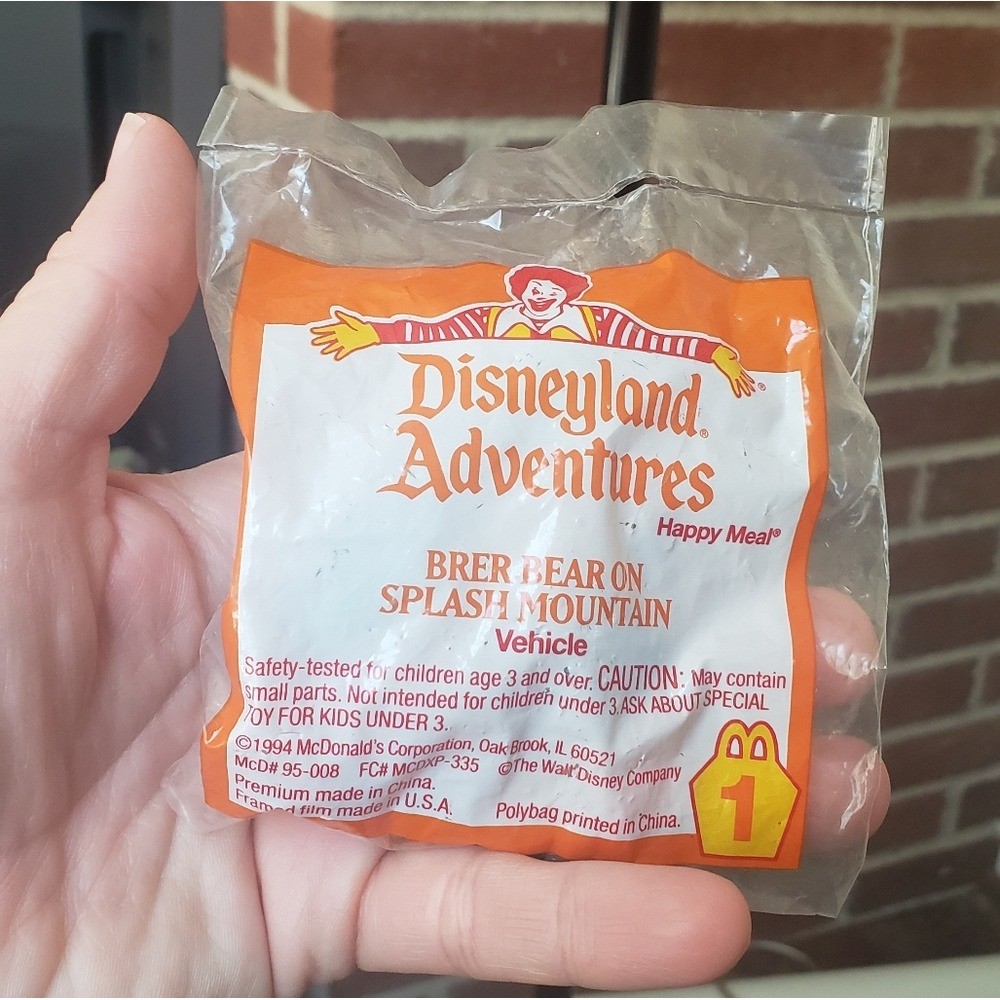 Disneyland®
Adventures
Happy Meal®
BRER BEAR ON
SPLASH MOUNTAIN
Vehicle
Safety-tested for children age 3 and over. CAUTION: May contain
small parts. Not intended for children under 3. ASK ABOUT SPECIAL
TOY FOR KIDS UNDER 3.
©1994 McDonald's Corporation, Oak Brook, IL 60521
McD# 95-008 FC# MCDXP-335 ©The Walt Disney Company
Premium made in China.
Framed film made in U.S.A. Polybag printed in China.
1